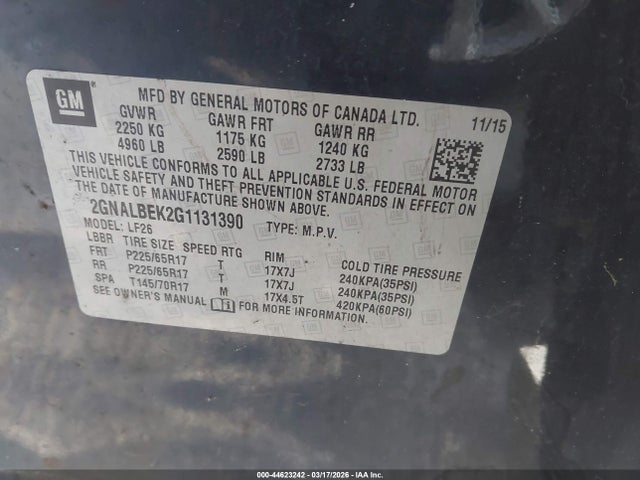 GM
MFD BY GENERAL MOTORS OF CANADA LTD.
GVWR GAWR FRT GAWR RR 11/15
2250 KG 1175 KG 1240 KG
4960 LB 2590 LB 2733 LB
THIS VEHICLE CONFORMS TO ALL APPLICABLE U.S. FEDERAL MOTOR
VEHICLE SAFETY AND THEFT PREVENTION STANDARDS IN EFFECT ON
THE DATE OF MANUFACTURE SHOWN ABOVE.
2GNALBEK2G1131390 TYPE: M.P.V.
MODEL: LF26
LBBR TIRE SIZE SPEED RTG RIM COLD TIRE PRESSURE
FRT P225/65R17 T 17X7J 240KPA(35PSI)
RR P225/65R17 T 17X7J 240KPA(35PSI)
SPA T145/70R17 M 17X4.5T 420KPA(60PSI)
SEE OWNER'S MANUAL FOR MORE INFORMATION.
000-44623242 - 03/17/2026 - IAA Inc.